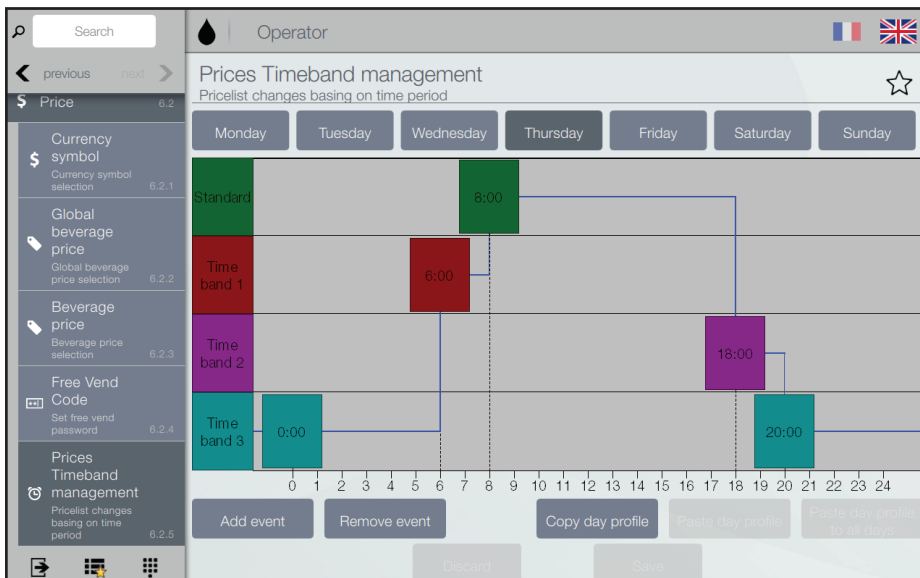 Search
Operator
previous
next
$ Price 6.2
$ Currency
symbol
Currency symbol
selection 6.2.1
Global
beverage
price
Global beverage
price selection 6.2.2
Beverage
price
Beverage price
selection 6.2.3
Free Vend
Code
Set free vend
password 6.2.4
Prices
Timeband
management
Pricelist changes
basing on time
period 6.2.5
Prices Timeband management
Pricelist changes basing on time period
Monday Tuesday Wednesday Thursday Friday Saturday Sunday
Standard
8:00
Time
band 1
6:00
Time
band 2
18:00
Time
band 3
0:00
20:00
0 1 2 3 4 5 6 7 8 9 10 11 12 13 14 15 16 17 18 19 20 21 22 23 24
Add event
Remove event
Copy day profile
Paste day profile
Paste day profile
to all days
Discard
Save